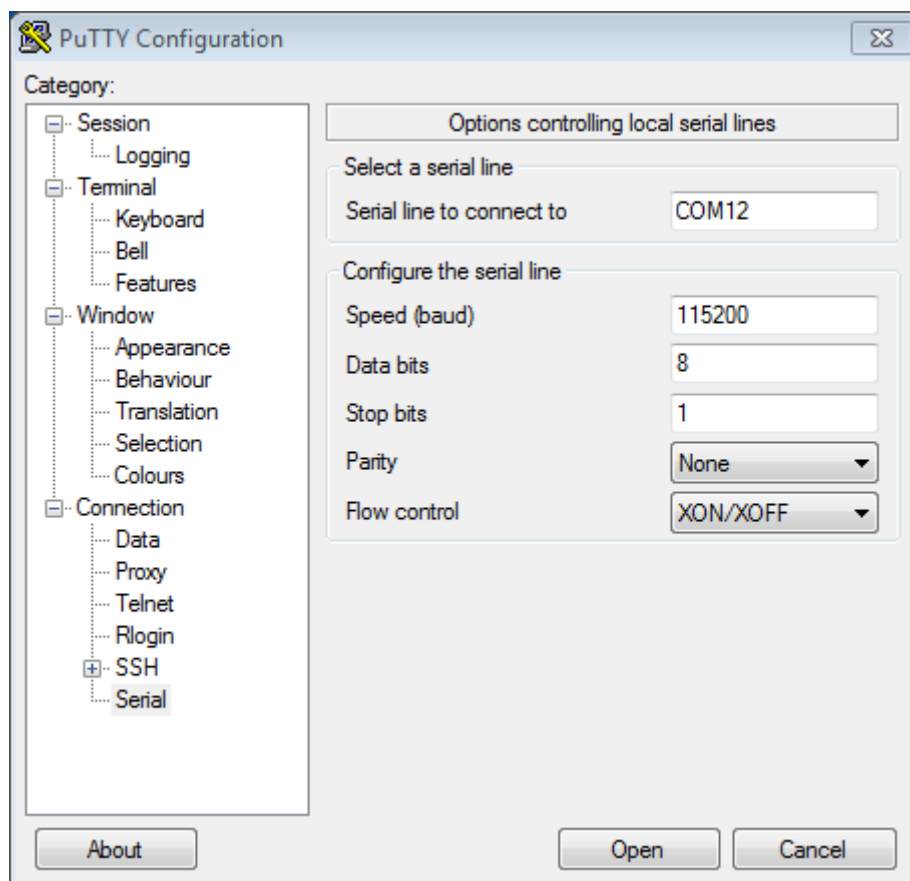 PuTTY Configuration
Category:
Session
Logging
Terminal
Keyboard
Bell
Features
Window
Appearance
Behaviour
Translation
Selection
Colours
Connection
Data
Proxy
Telnet
Rlogin
SSH
Serial
Options controlling local serial lines
Select a serial line
Serial line to connect to COM12
Configure the serial line
Speed (baud) 115200
Data bits 8
Stop bits 1
Parity None
Flow control XON/XOFF
About Open Cancel